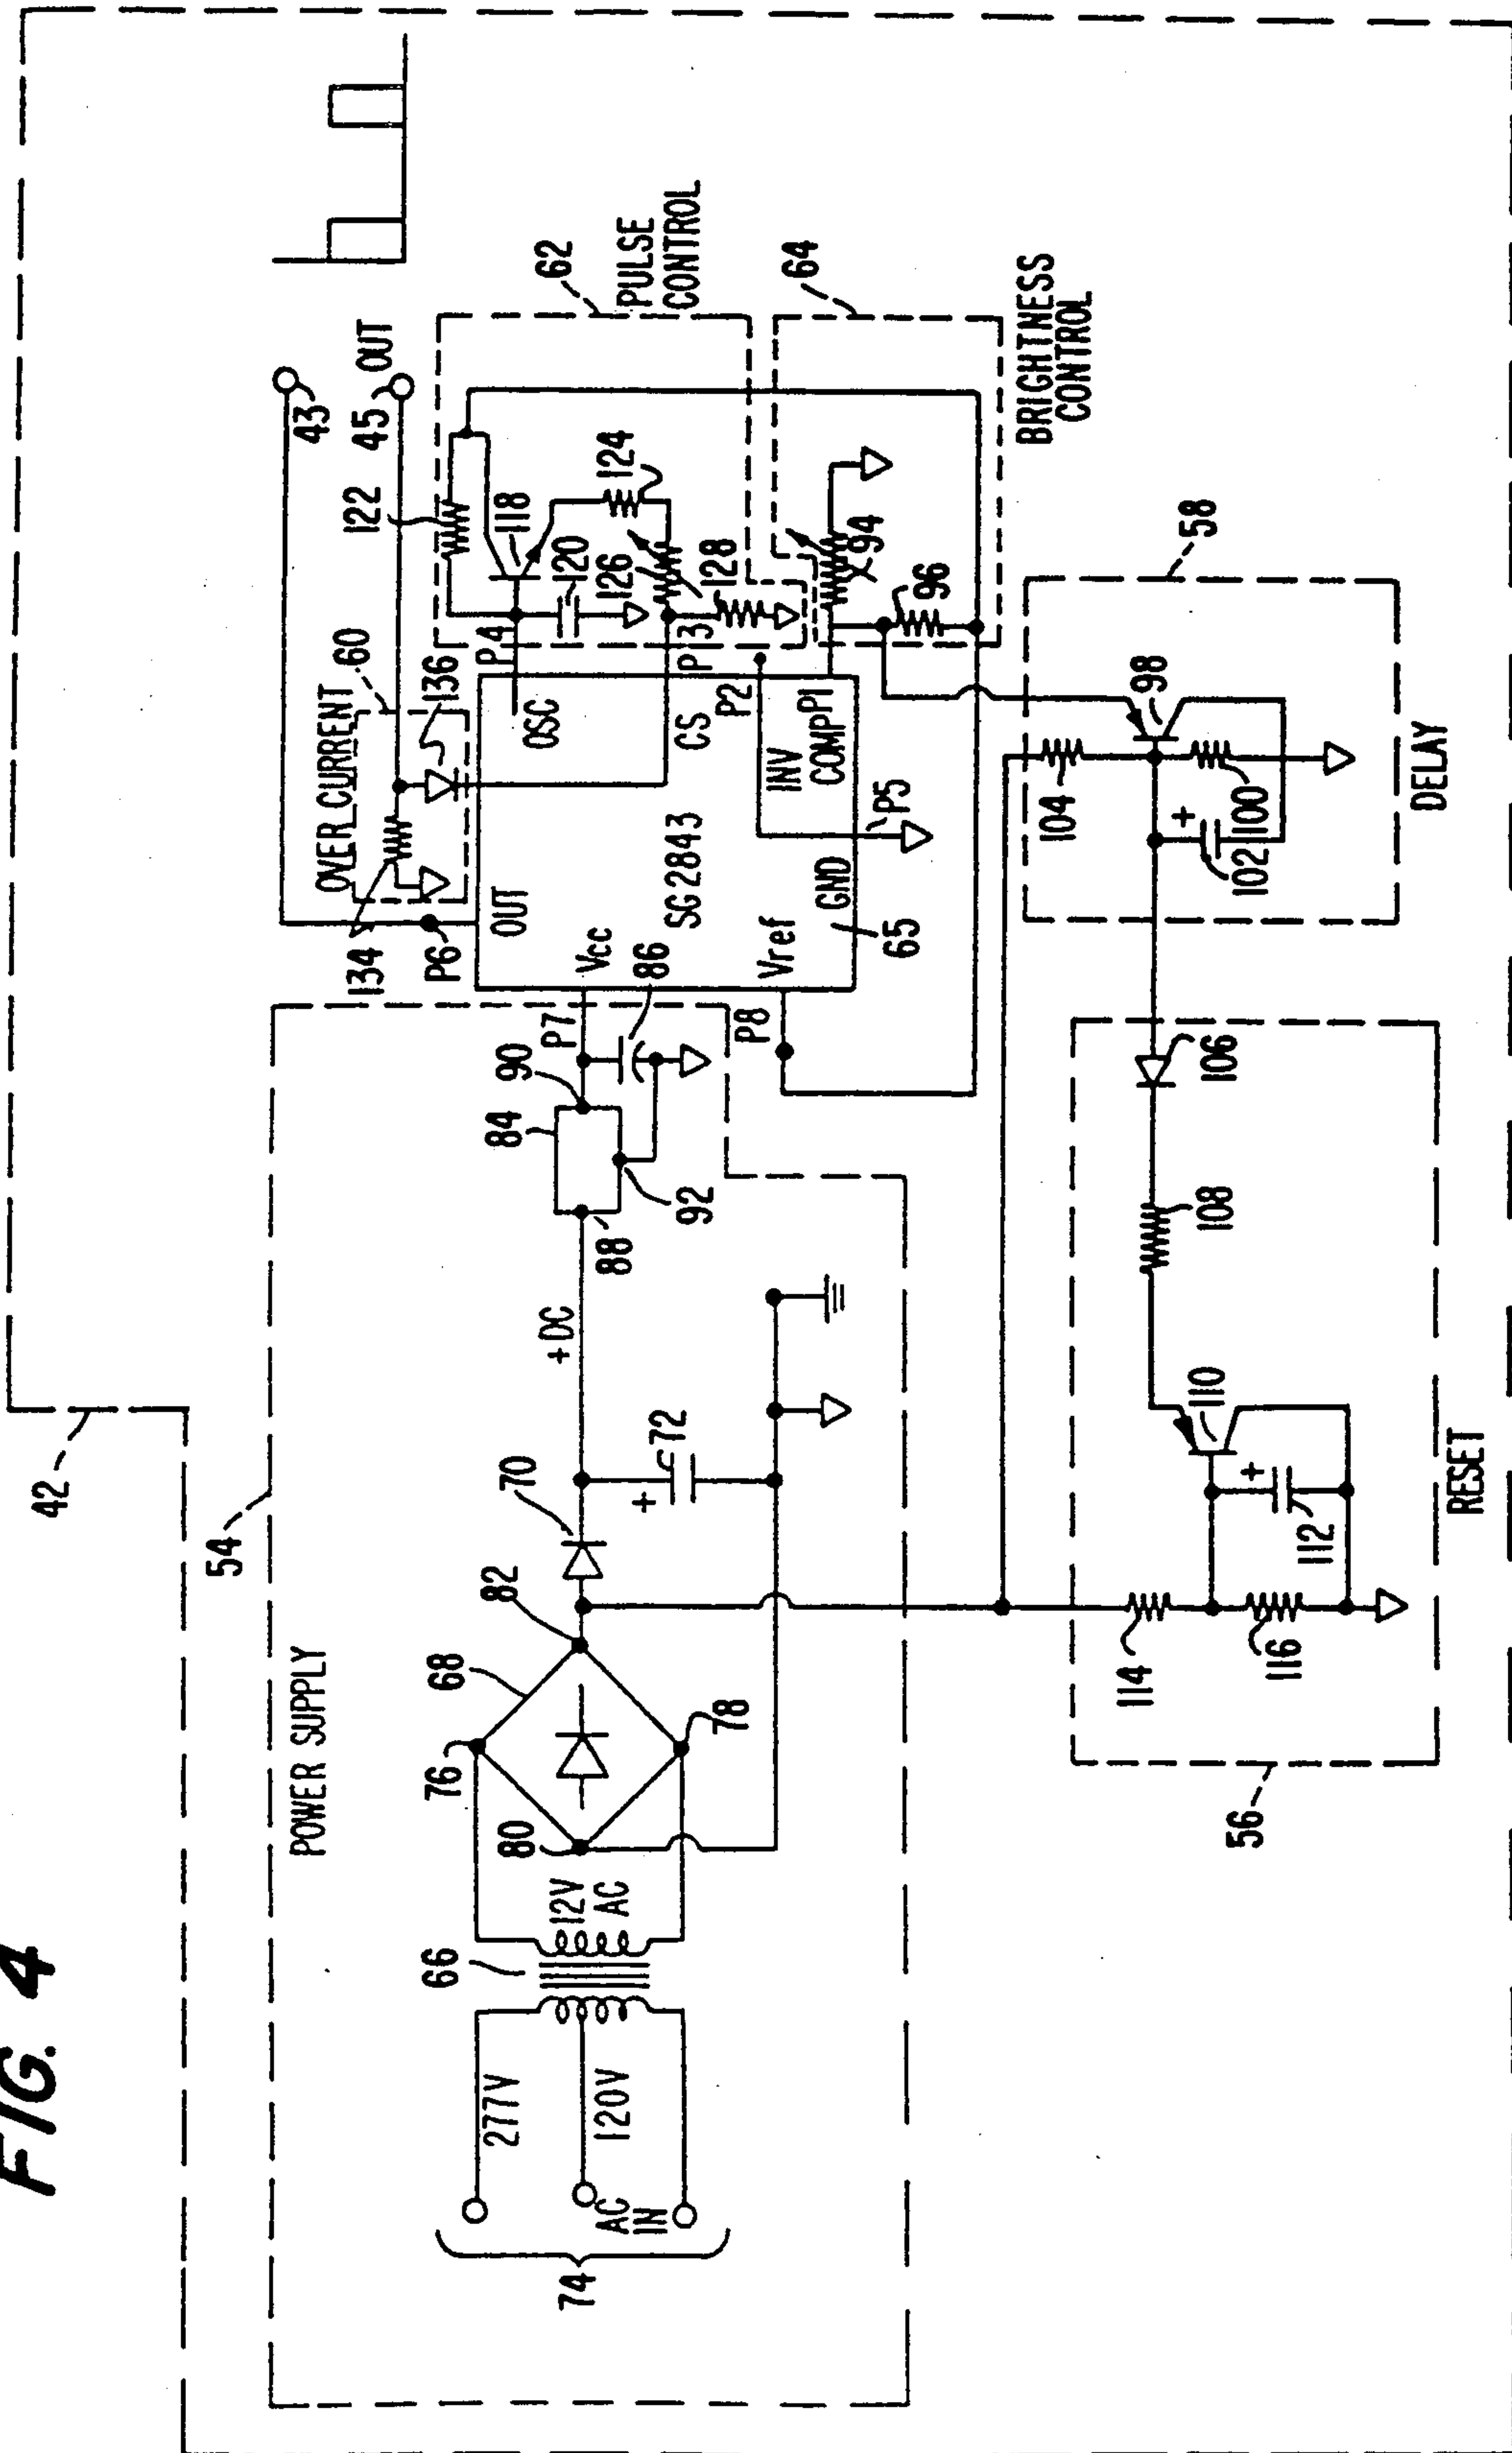 FIG. 4
42
54
POWER SUPPLY
74
277V
120V
AC
IN
66
12V
AC
76
68
80
78
82
70
+DC
+
72
88
84
90
92
P7
86
P8
Vcc
Vref
OUT
SG2843
GND
65
OSC
CS
INV
COMP
P1
P2
P3
P4
P5
P6
134
OVER CURRENT
60
136
43
45
OUT
122
118
120
124
126
128
62
PULSE
CONTROL
64
94
96
BRIGHTNESS
CONTROL
58
104
98
100
+
102
DELAY
106
108
110
+
112
114
116
56
RESET